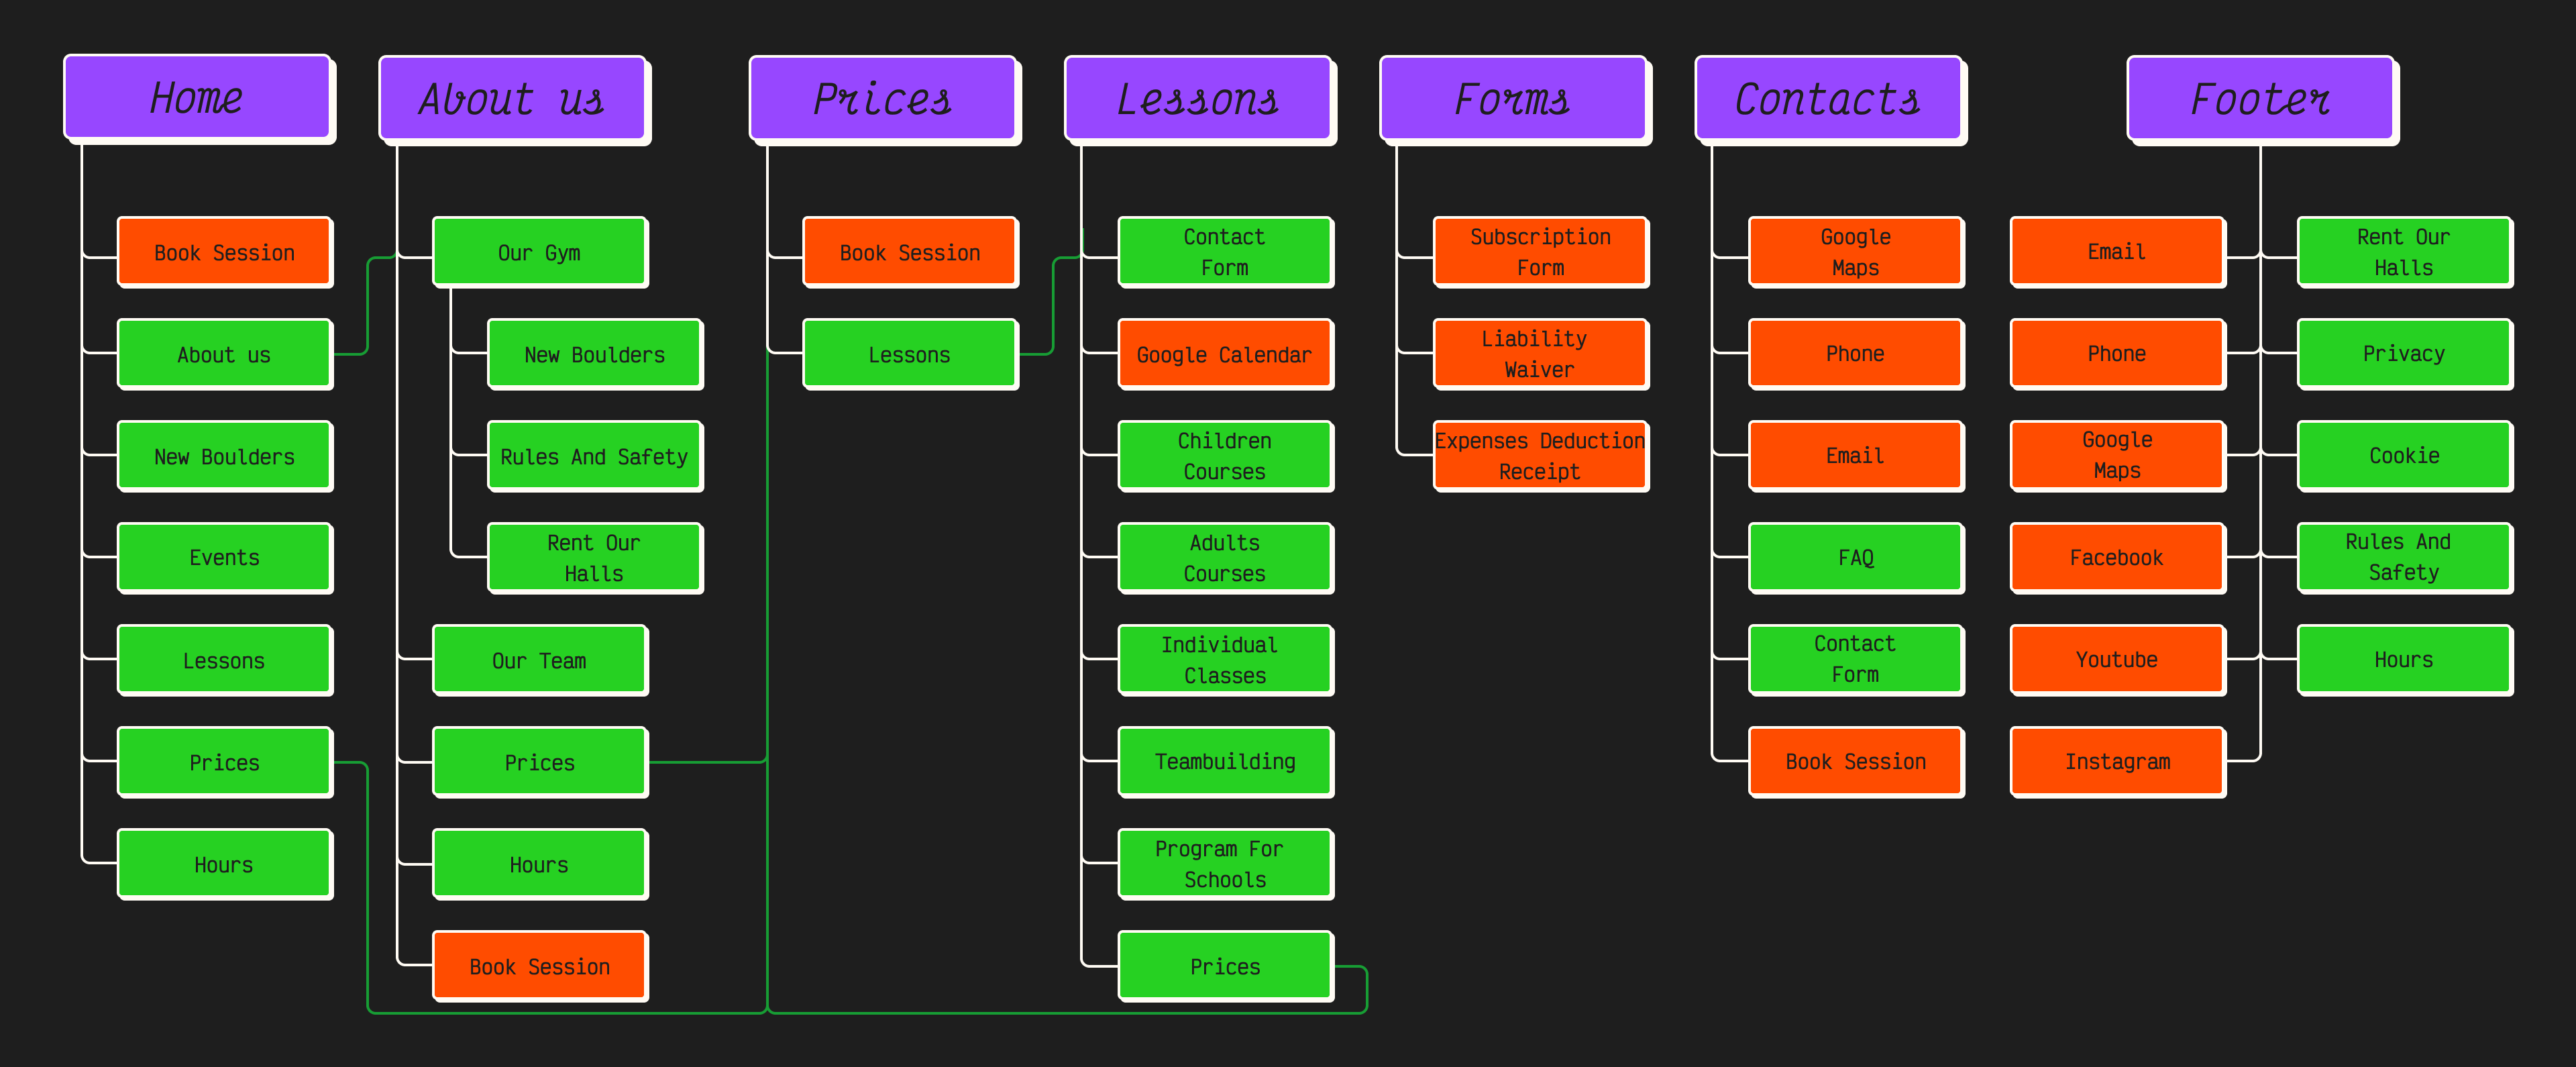 Home
Book Session
About us
New Boulders
Events
Lessons
Prices
Hours
About us
Our Gym
New Boulders
Rules And Safety
Rent Our
Halls
Our Team
Prices
Hours
Book Session
Prices
Book Session
Lessons
Lessons
Contact
Form
Google Calendar
Children
Courses
Adults
Courses
Individual
Classes
Teambuilding
Program For
Schools
Prices
Forms
Subscription
Form
Liability
Waiver
Expenses Deduction
Receipt
Contacts
Google
Maps
Phone
Email
FAQ
Contact
Form
Book Session
Footer
Email
Phone
Google
Maps
Facebook
Youtube
Instagram
Rent Our
Halls
Privacy
Cookie
Rules And
Safety
Hours